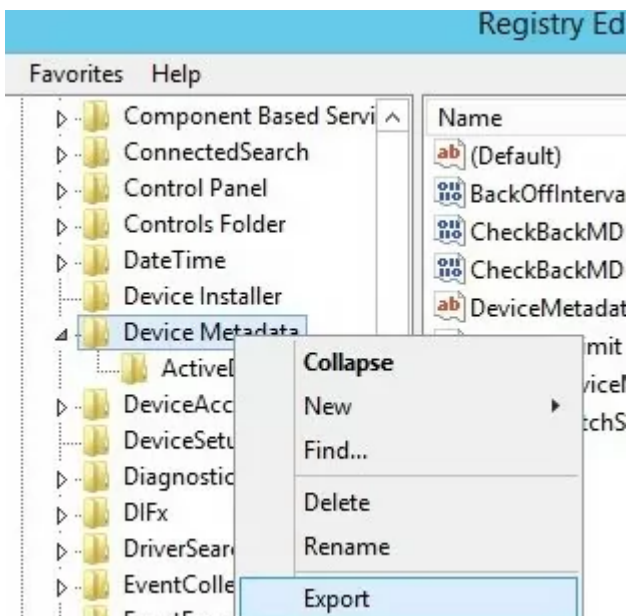 Registry Ed
Favorites Help
Component Based Servi
ConnectedSearch
Control Panel
Controls Folder
DateTime
Device Installer
Device Metadata
DeviceAcc
DeviceSetu
Diagnostic
DIFx
DriverSear
EventColle
Name
(Default)
BackOffInterva
CheckBackMD
CheckBackMD
DeviceMetadat
imit
Collapse
New
Find...
Delete
Rename
Export